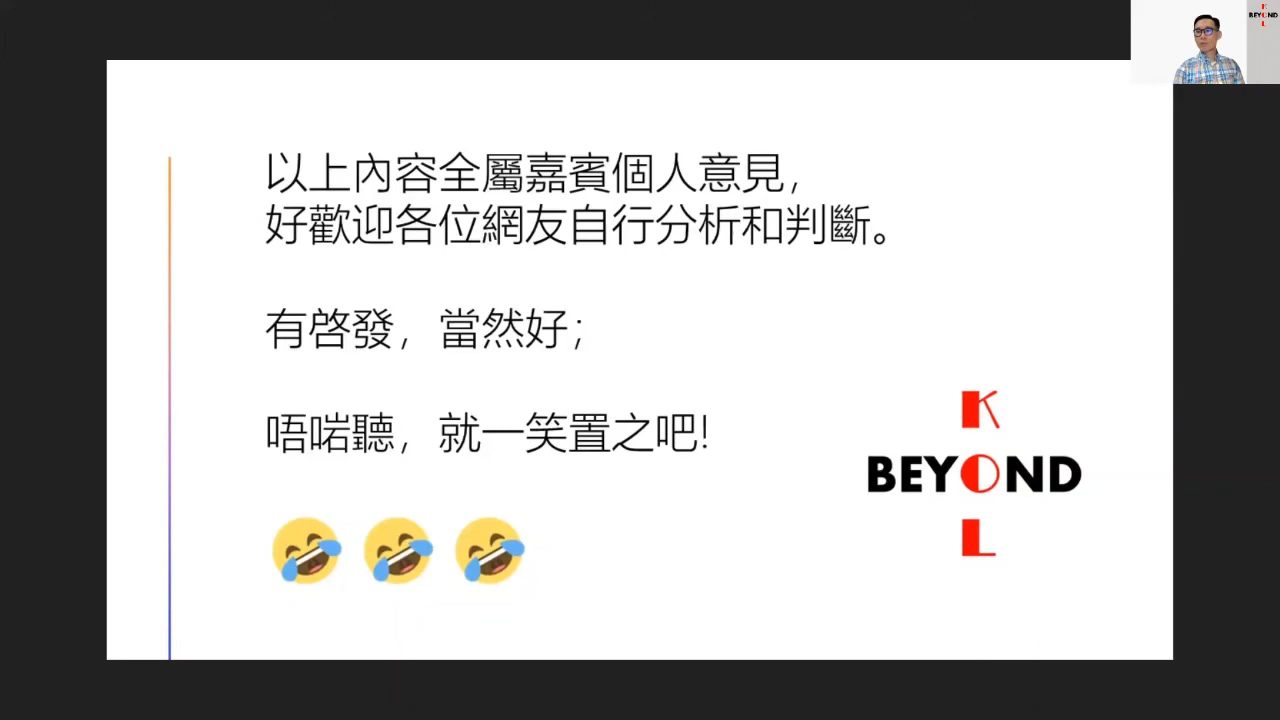 以上內容全屬嘉賓個人意見，
好歡迎各位網友自行分析和判斷。
有啓發，當然好；
唔啱聽，就一笑置之吧!
K
BEYOND
L
K
BEYOND
L